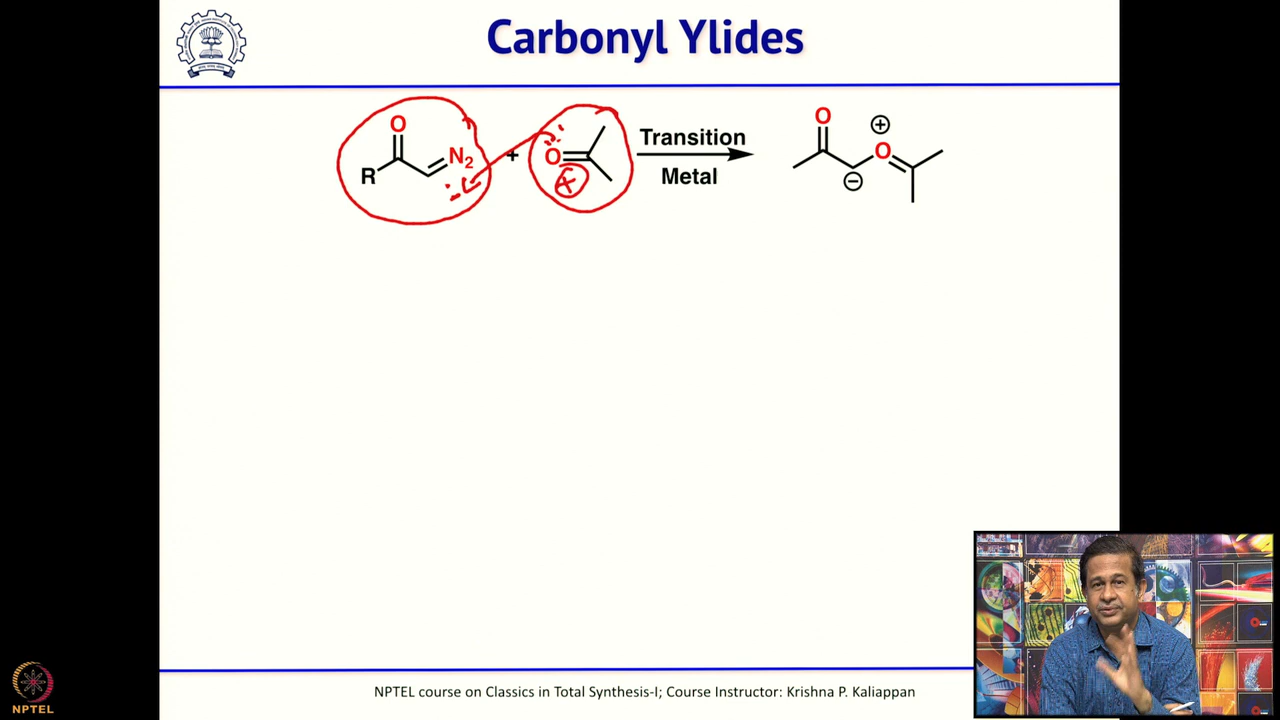 Carbonyl Ylides
O
R
N2
+
O
Transition
Metal
O
⊕
O
⊖
NPTEL
NPTEL course on Classics in Total Synthesis-I; Course Instructor: Krishna P. Kaliappan